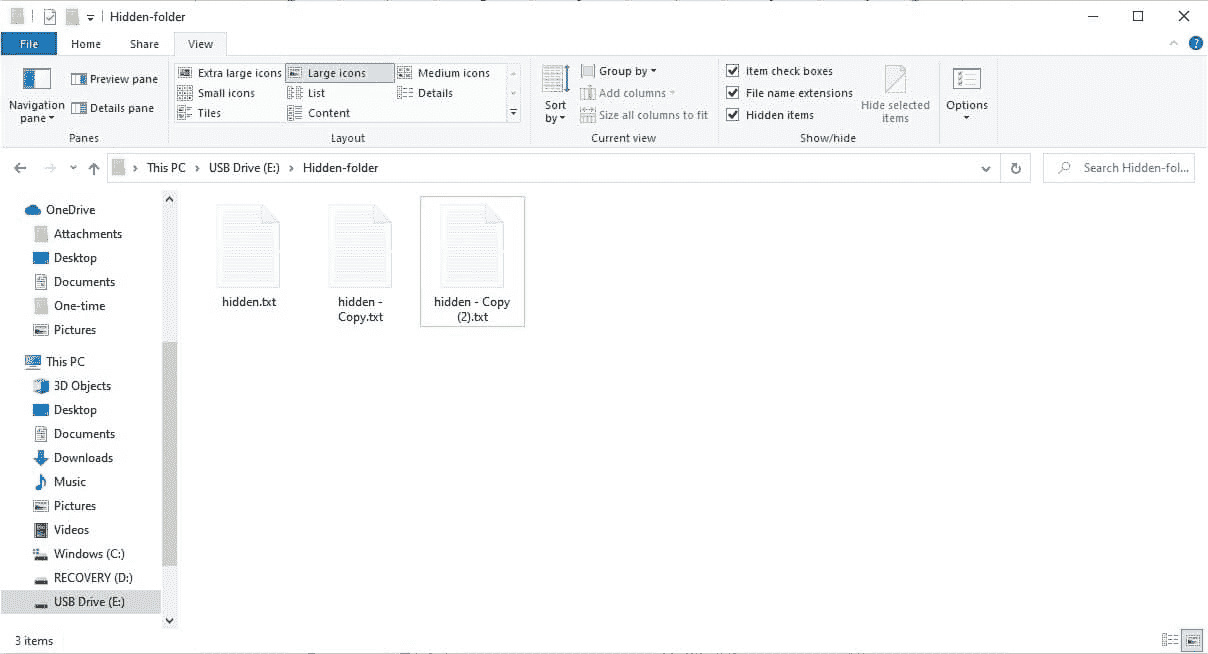 Hidden-folder
File Home Share View
Navigation pane
Preview pane
Details pane
Panes
Extra large icons Large icons Medium icons
Small icons List Details
Tiles Content
Layout
Sort by
Group by
Add columns
Size all columns to fit
Current view
Item check boxes
File name extensions
Hidden items
Hide selected
items
Show/hide
Options
This PC > USB Drive (E:) > Hidden-folder
Search Hidden-fol...
OneDrive
Attachments
Desktop
Documents
One-time
Pictures
This PC
3D Objects
Desktop
Documents
Downloads
Music
Pictures
Videos
Windows (C:)
RECOVERY (D:)
USB Drive (E:)
hidden.txt
hidden -
Copy.txt
hidden - Copy
(2).txt
3 items